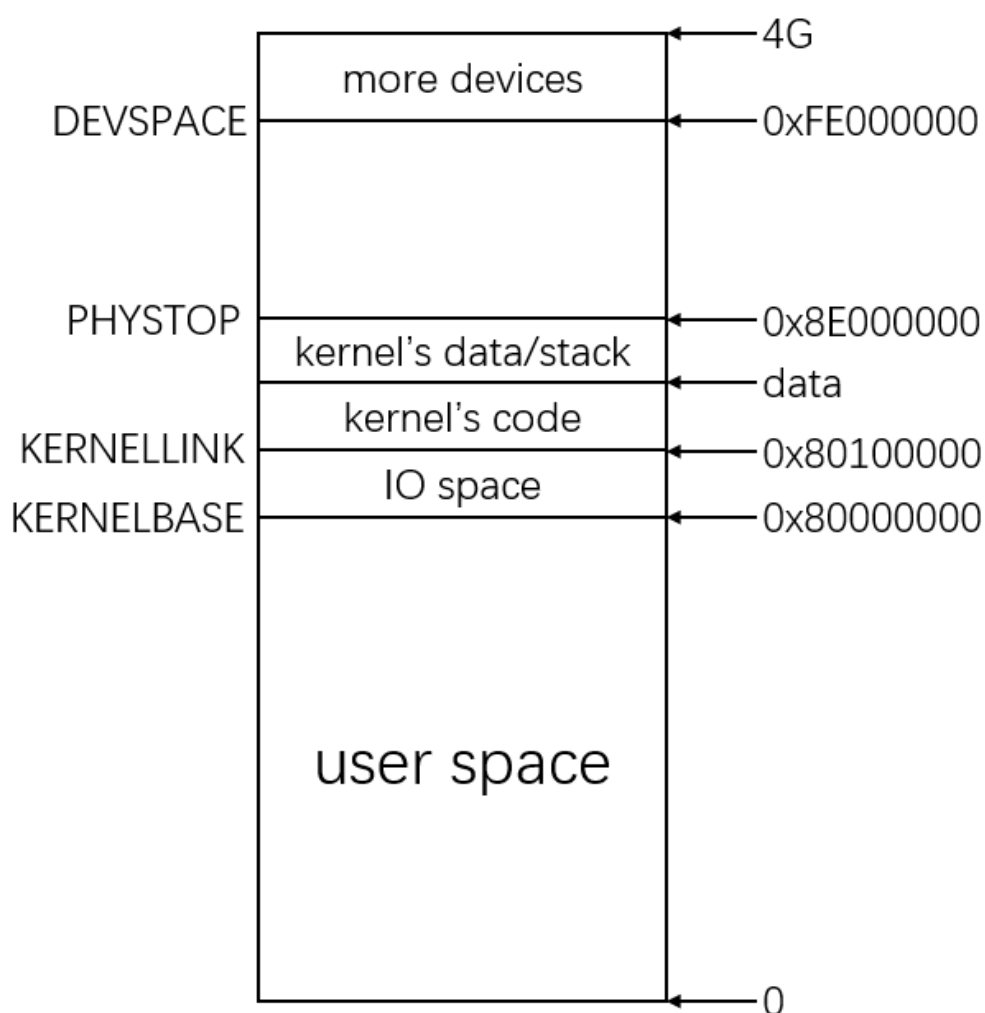 4G
more devices
DEVSPACE
0xFE000000
PHYSTOP
0x8E000000
kernel’s data/stack
data
kernel’s code
KERNELLINK
0x80100000
IO space
KERNELBASE
0x80000000
user space
0